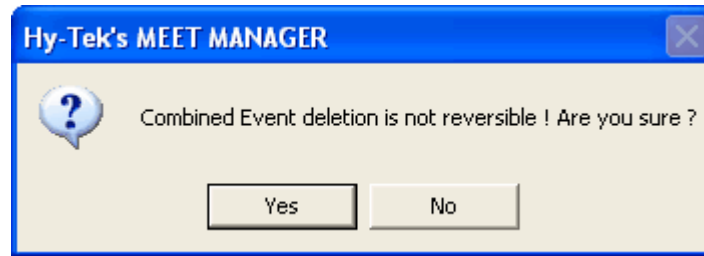 Hy-Tek's MEET MANAGER
Combined Event deletion is not reversible ! Are you sure ?
Yes No